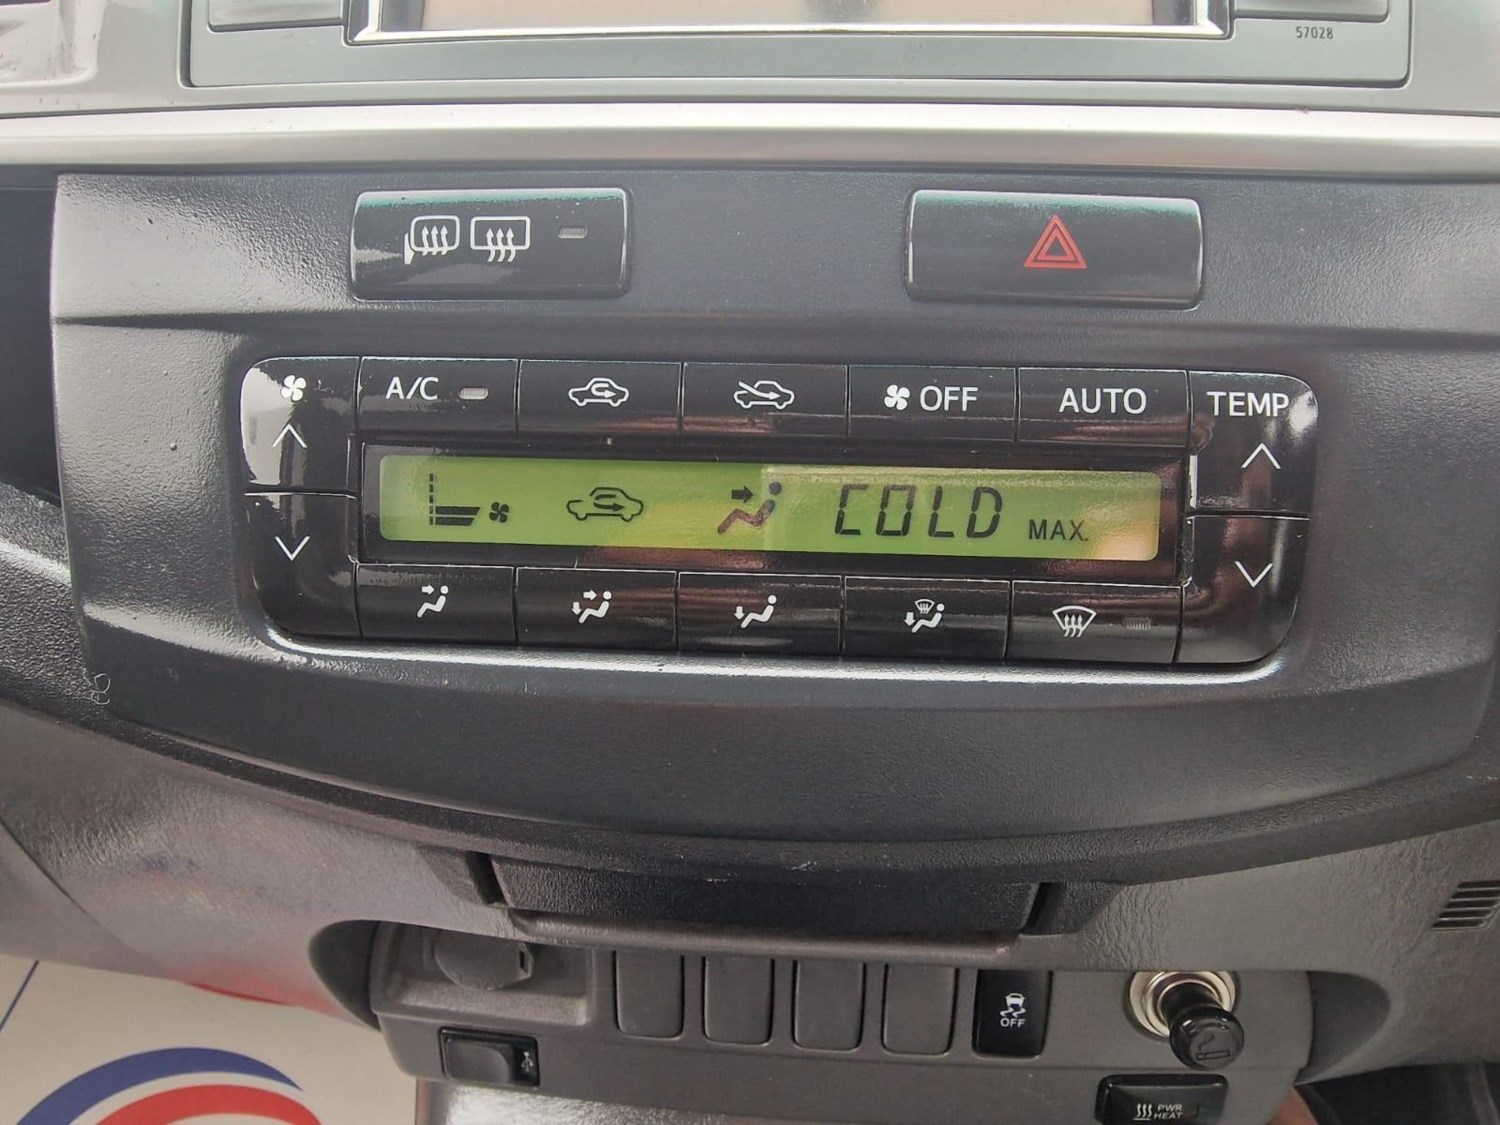 57028
A/C
OFF
AUTO
TEMP
COLD MAX.
OFF
PWR
HEAT